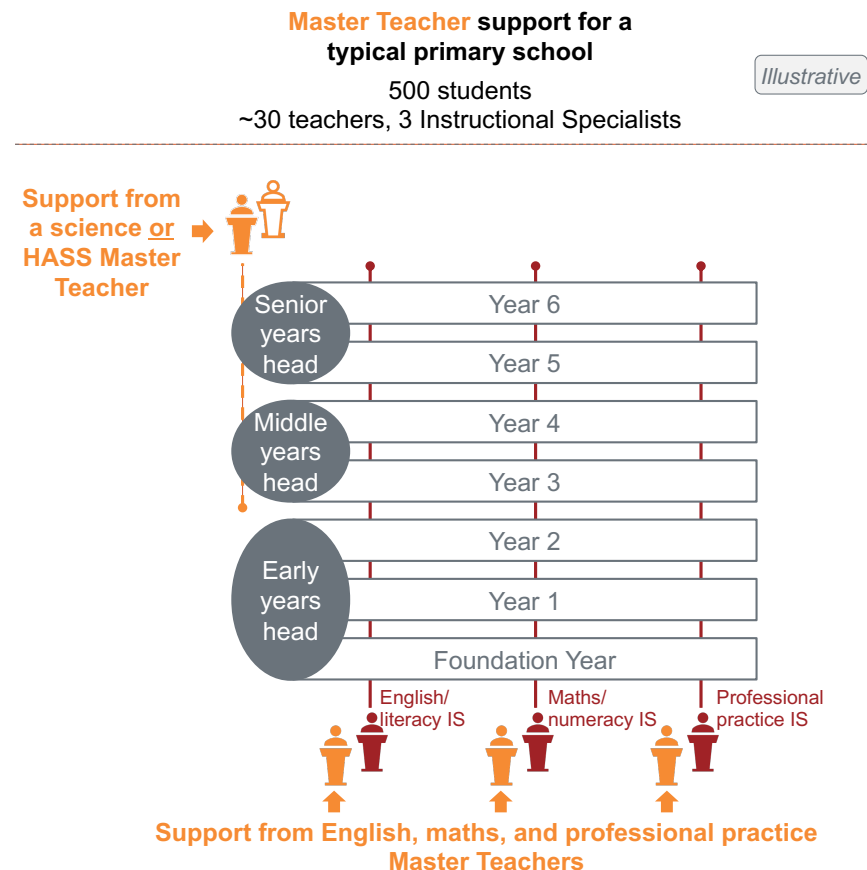 Master Teacher support for a
typical primary school
Illustrative
500 students
~30 teachers, 3 Instructional Specialists
Support from
a science or
HASS Master
Teacher
Senior
years
head
Year 6
Year 5
Middle
years
head
Year 4
Year 3
Early
years
head
Year 2
Year 1
Foundation Year
English/
literacy IS
Maths/
numeracy IS
Professional
practice IS
Support from English, maths, and professional practice
Master Teachers